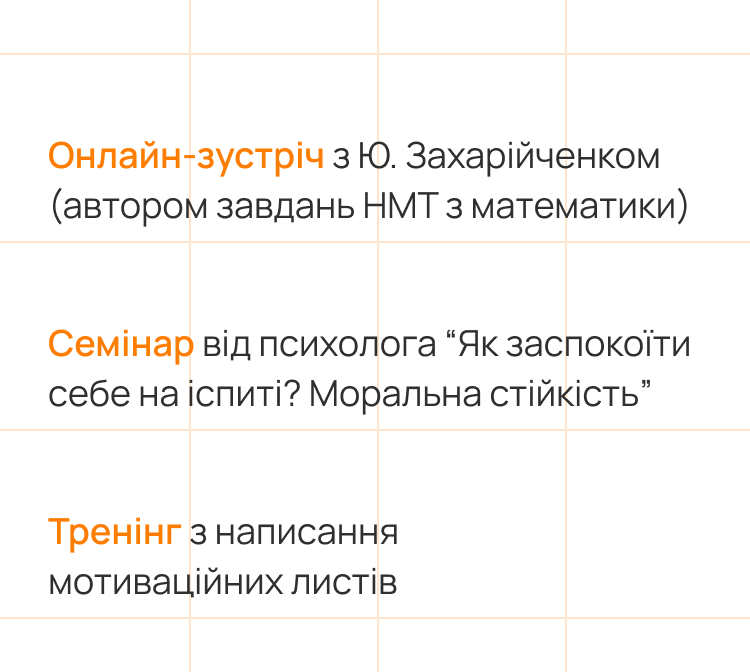 Онлайн-зустріч з Ю. Захарійченком
(автором завдань НМТ з математики)
Семінар від психолога “Як заспокоїти
себе на іспиті? Моральна стійкість”
Тренінг з написання
мотиваційних листів